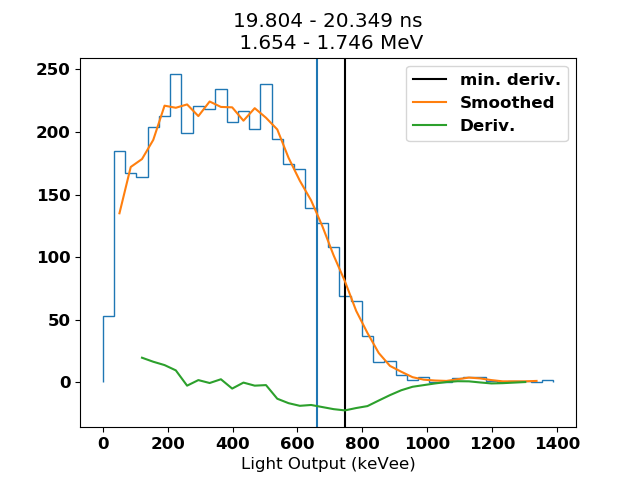 19.804 - 20.349 ns
1.654 - 1.746 MeV
min. deriv.
Smoothed
Deriv.
250
200
150
100
50
0
0 200 400 600 800 1000 1200 1400
Light Output (keVee)